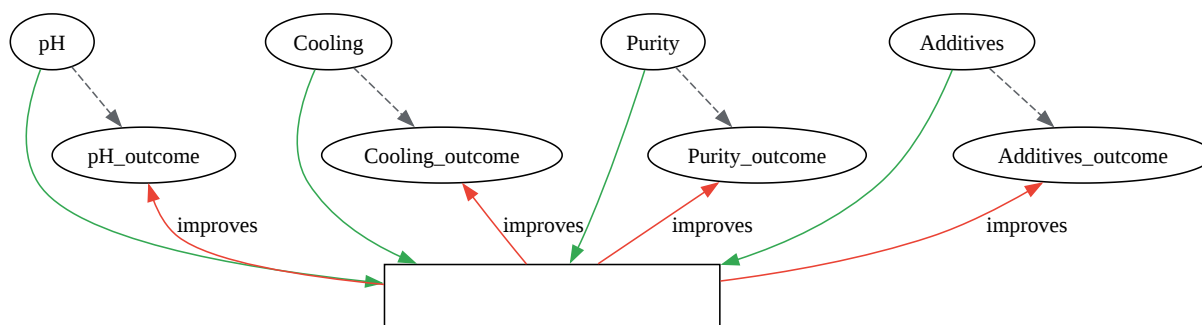 pH
Cooling
Purity
Additives
pH_outcome
Cooling_outcome
Purity_outcome
Additives_outcome
improves
improves
improves
improves